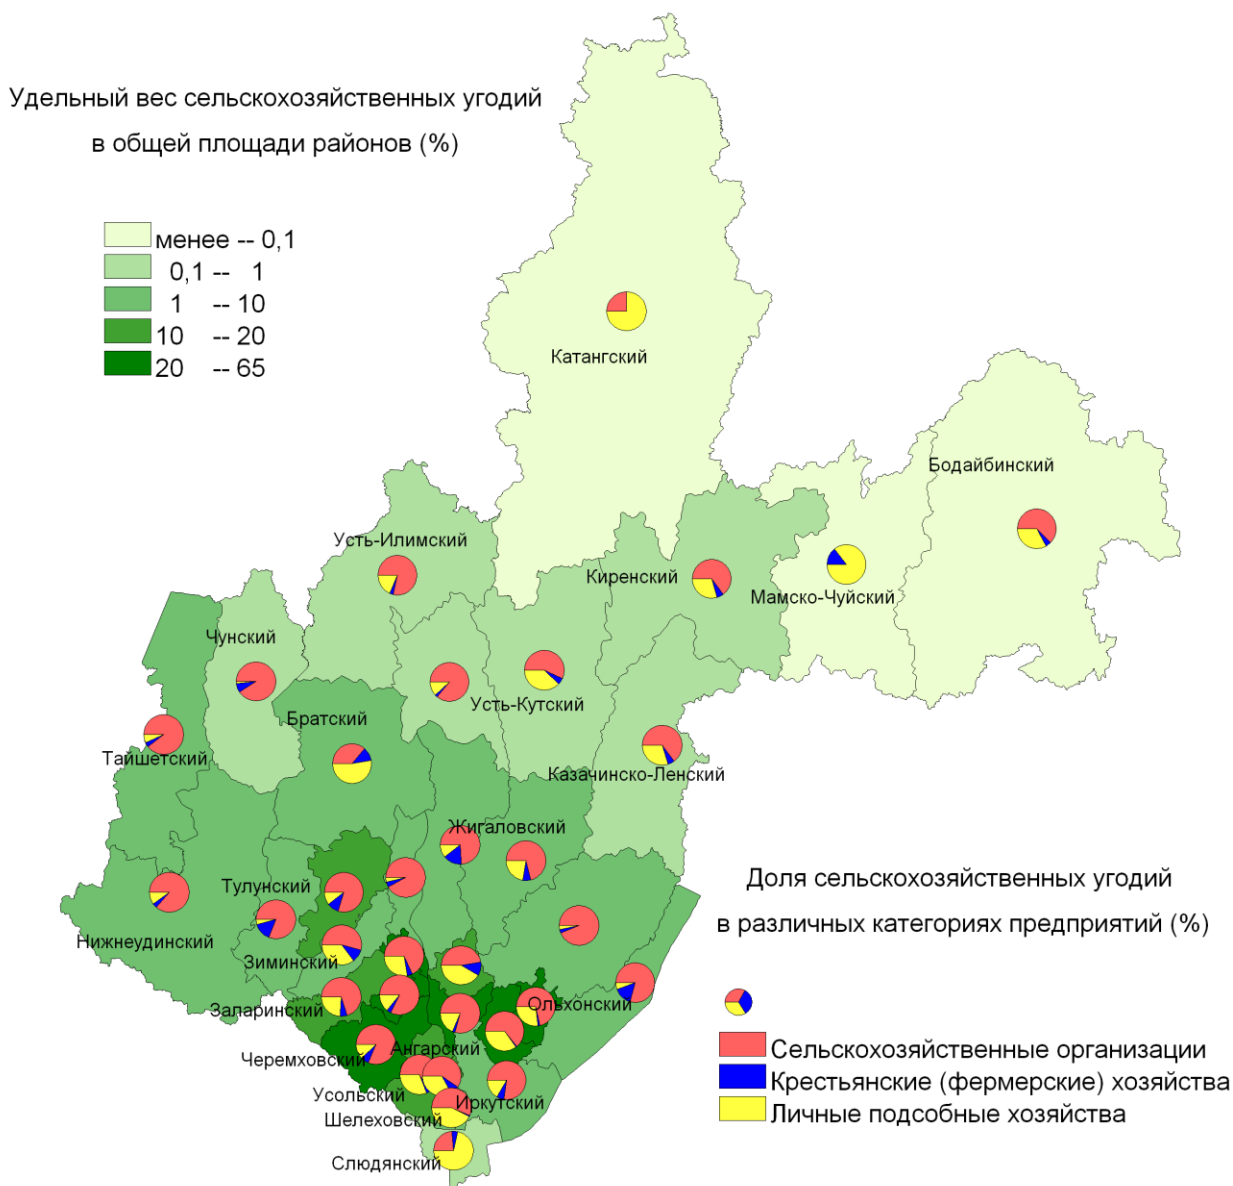 Удельный вес сельскохозяйственных угодий
в общей площади районов (%)
менее -- 0,1
0,1 -- 1
1 -- 10
10 -- 20
20 -- 65
Катангский
Бодайбинский
Усть-Илимский
Киренский
Мамско-Чуйский
Чунский
Усть-Кутский
Братский
Тайшетский
Казачинско-Ленский
Жигаловский
Тулунский
Нижнеудинский
Зиминский
Заларинский
Ольхонский
Черемховский
Ангарский
Усольский
Иркутский
Шелеховский
Слюдянский
Доля сельскохозяйственных угодий
в различных категориях предприятий (%)
Сельскохозяйственные организации
Крестьянские (фермерские) хозяйства
Личные подсобные хозяйства